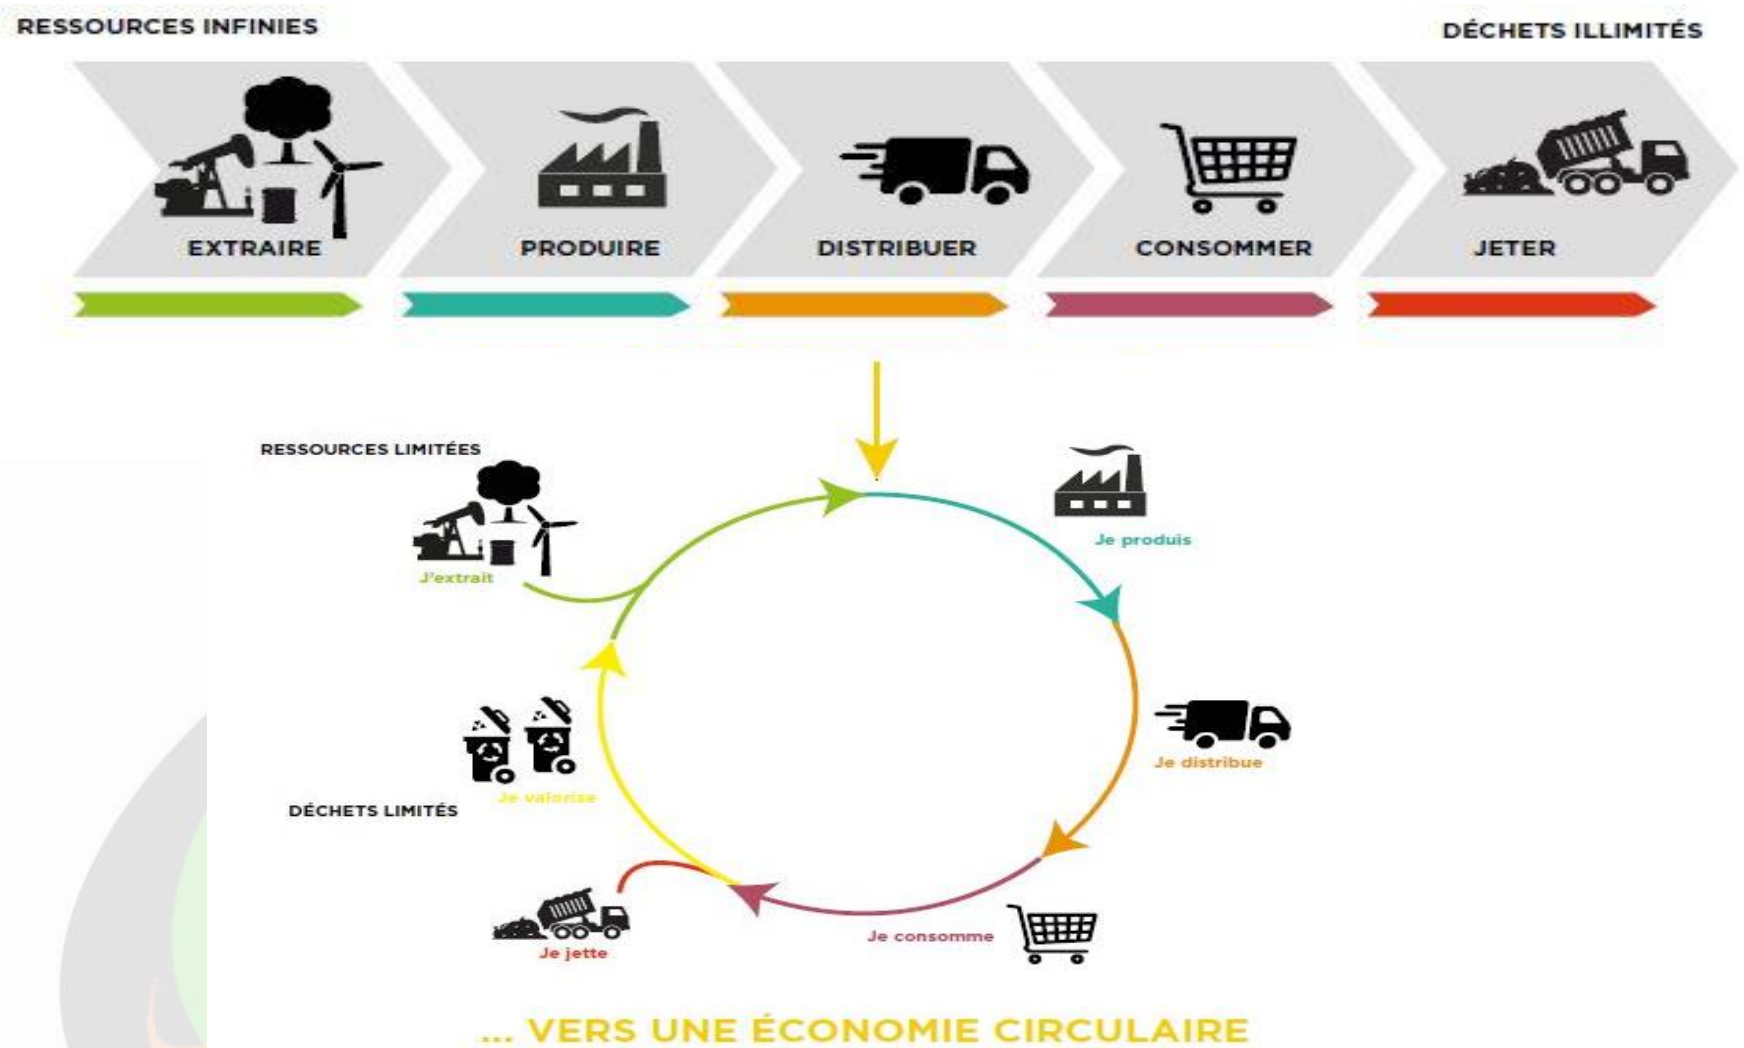 RESSOURCES INFINIES
DÉCHETS ILLIMITÉS
EXTRAIRE
PRODUIRE
DISTRIBUER
CONSOMMER
JETER
RESSOURCES LIMITÉES
Je produis
J'extrait
Je distribue
Je valorise
DÉCHETS LIMITÉS
Je consomme
Je jette
... VERS UNE ÉCONOMIE CIRCULAIRE